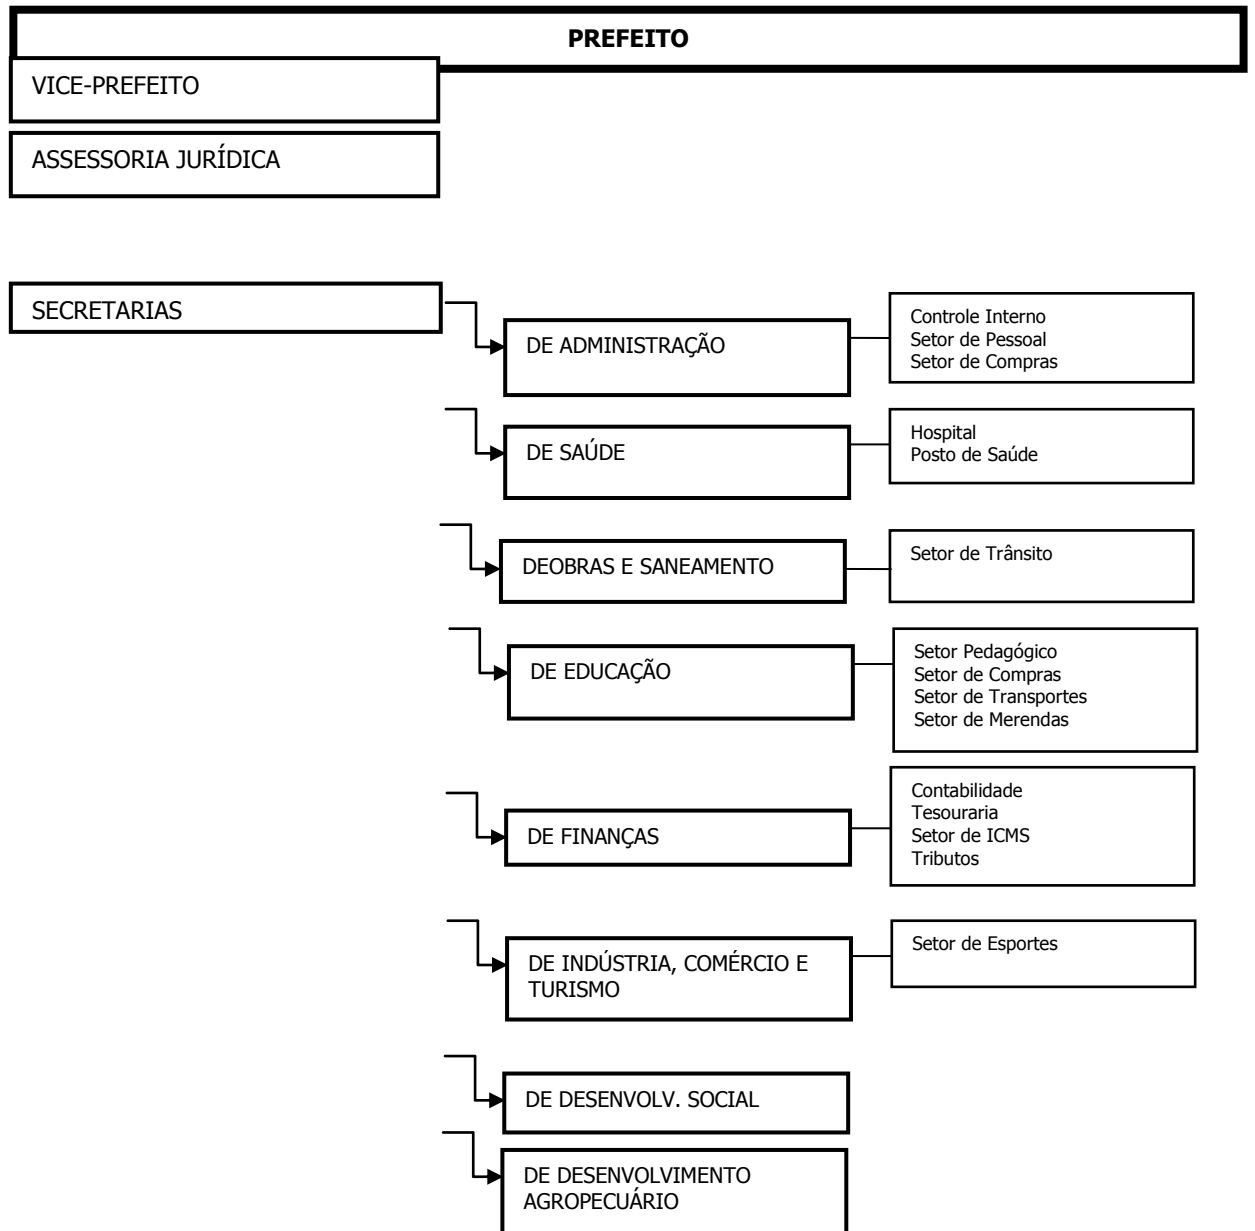 PREFEITO
VICE-PREFEITO
ASSESSORIA JURÍDICA
SECRETARIAS
DE ADMINISTRAÇÃO
Controle Interno
Setor de Pessoal
Setor de Compras
DE SAÚDE
Hospital
Posto de Saúde
DEOBRAS E SANEAMENTO
Setor de Trânsito
DE EDUCAÇÃO
Setor Pedagógico
Setor de Compras
Setor de Transportes
Setor de Merendas
DE FINANÇAS
Contabilidade
Tesouraria
Setor de ICMS
Tributos
DE INDÚSTRIA, COMÉRCIO E
TURISMO
Setor de Esportes
DE DESENVOLV. SOCIAL
DE DESENVOLVIMENTO
AGROPECUÁRIO